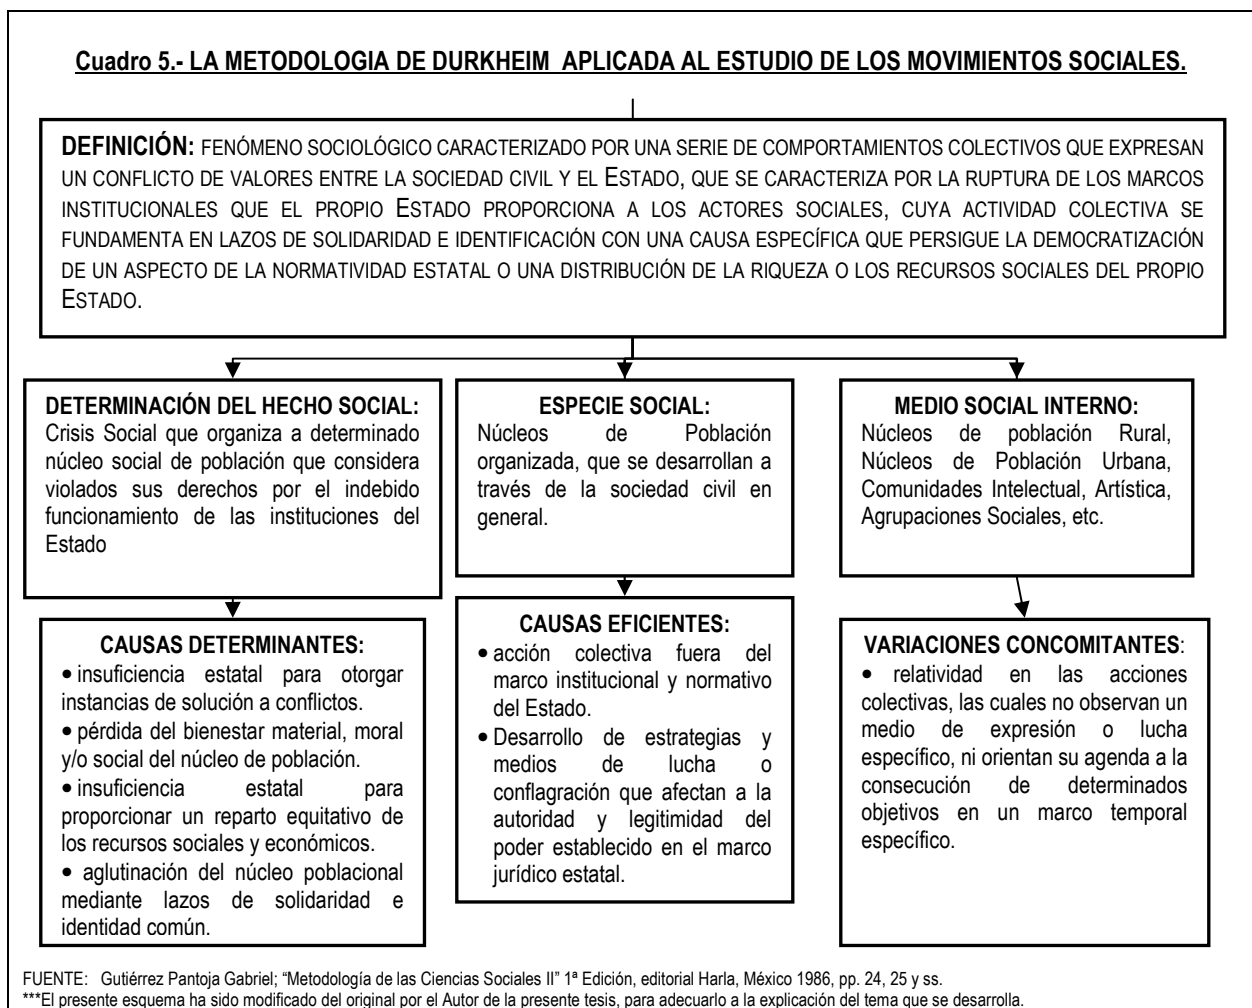 Cuadro 5.- LA METODOLOGIA DE DURKHEIM APLICADA AL ESTUDIO DE LOS MOVIMIENTOS SOCIALES.
DEFINICIÓN: FENÓMENO SOCIOLÓGICO CARACTERIZADO POR UNA SERIE DE COMPORTAMIENTOS COLECTIVOS QUE EXPRESAN
UN CONFLICTO DE VALORES ENTRE LA SOCIEDAD CIVIL Y EL ESTADO, QUE SE CARACTERIZA POR LA RUPTURA DE LOS MARCOS
INSTITUCIONALES QUE EL PROPIO ESTADO PROPORCIONA A LOS ACTORES SOCIALES, CUYA ACTIVIDAD COLECTIVA SE
FUNDAMENTA EN LAZOS DE SOLIDARIDAD E IDENTIFICACIÓN CON UNA CAUSA ESPECÍFICA QUE PERSIGUE LA DEMOCRATIZACIÓN
DE UN ASPECTO DE LA NORMATIVIDAD ESTATAL O UNA DISTRIBUCIÓN DE LA RIQUEZA O LOS RECURSOS SOCIALES DEL PROPIO
ESTADO.
DETERMINACIÓN DEL HECHO SOCIAL:
Crisis Social que organiza a determinado
núcleo social de población que considera
violados sus derechos por el indebido
funcionamiento de las instituciones del
Estado
ESPECIE SOCIAL:
Núcleos de Población
organizada, que se desarrollan a
través de la sociedad civil en
general.
MEDIO SOCIAL INTERNO:
Núcleos de población Rural,
Núcleos de Población Urbana,
Comunidades Intelectual, Artística,
Agrupaciones Sociales, etc.
CAUSAS DETERMINANTES:
• insuficiencia estatal para otorgar
instancias de solución a conflictos.
• pérdida del bienestar material, moral
y/o social del núcleo de población.
• insuficiencia estatal para
proporcionar un reparto equitativo de
los recursos sociales y económicos.
• aglutinación del núcleo poblacional
mediante lazos de solidaridad e
identidad común.
CAUSAS EFICIENTES:
• acción colectiva fuera del
marco institucional y normativo
del Estado.
• Desarrollo de estrategias y
medios de lucha o
conflagración que afectan a la
autoridad y legitimidad del
poder establecido en el marco
jurídico estatal.
VARIACIONES CONCOMITANTES:
• relatividad en las acciones
colectivas, las cuales no observan un
medio de expresión o lucha
específico, ni orientan su agenda a la
consecución de determinados
objetivos en un marco temporal
específico.
FUENTE: Gutiérrez Pantoja Gabriel; “Metodología de las Ciencias Sociales II” 1ª Edición, editorial Harla, México 1986, pp. 24, 25 y ss.
***El presente esquema ha sido modificado del original por el Autor de la presente tesis, para adecuarlo a la explicación del tema que se desarrolla.